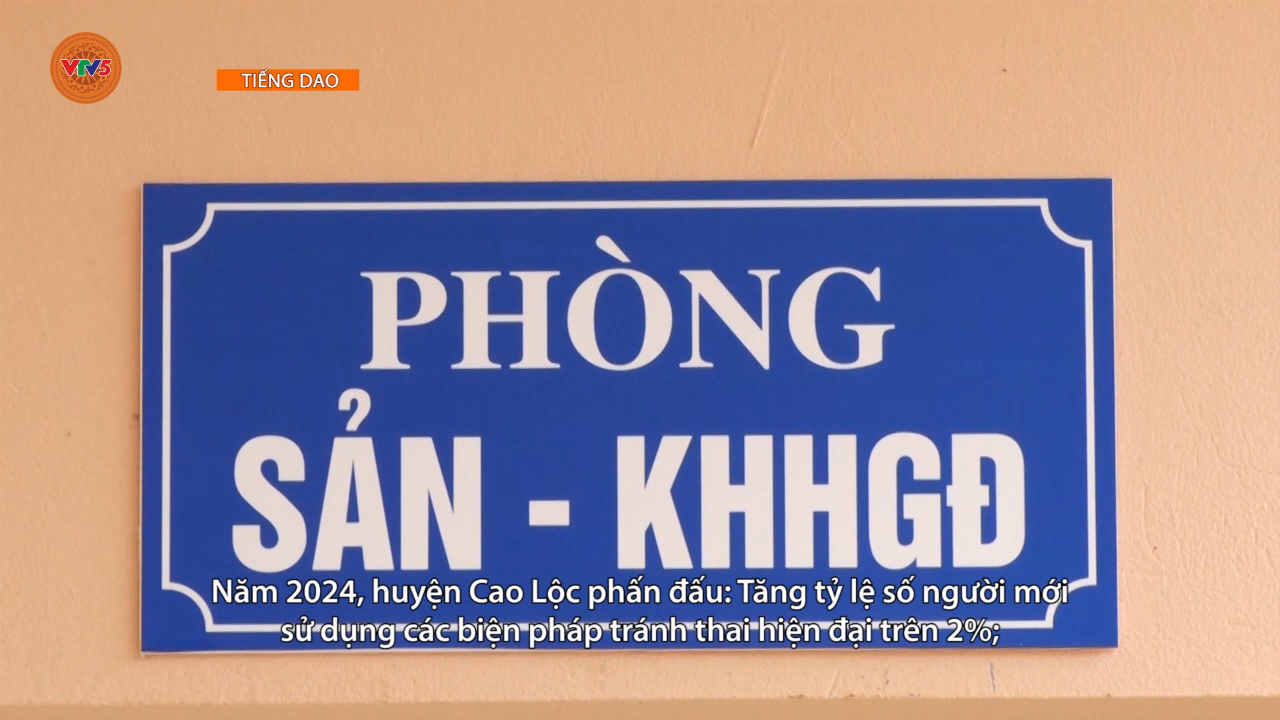 VTV5
TIẾNG DAO
PHÒNG
SẢN - KHHGĐ
Năm 2024, huyện Cao Lộc phấn đấu: Tăng tỷ lệ số người mới
sử dụng các biện pháp tránh thai hiện đại trên 2%;